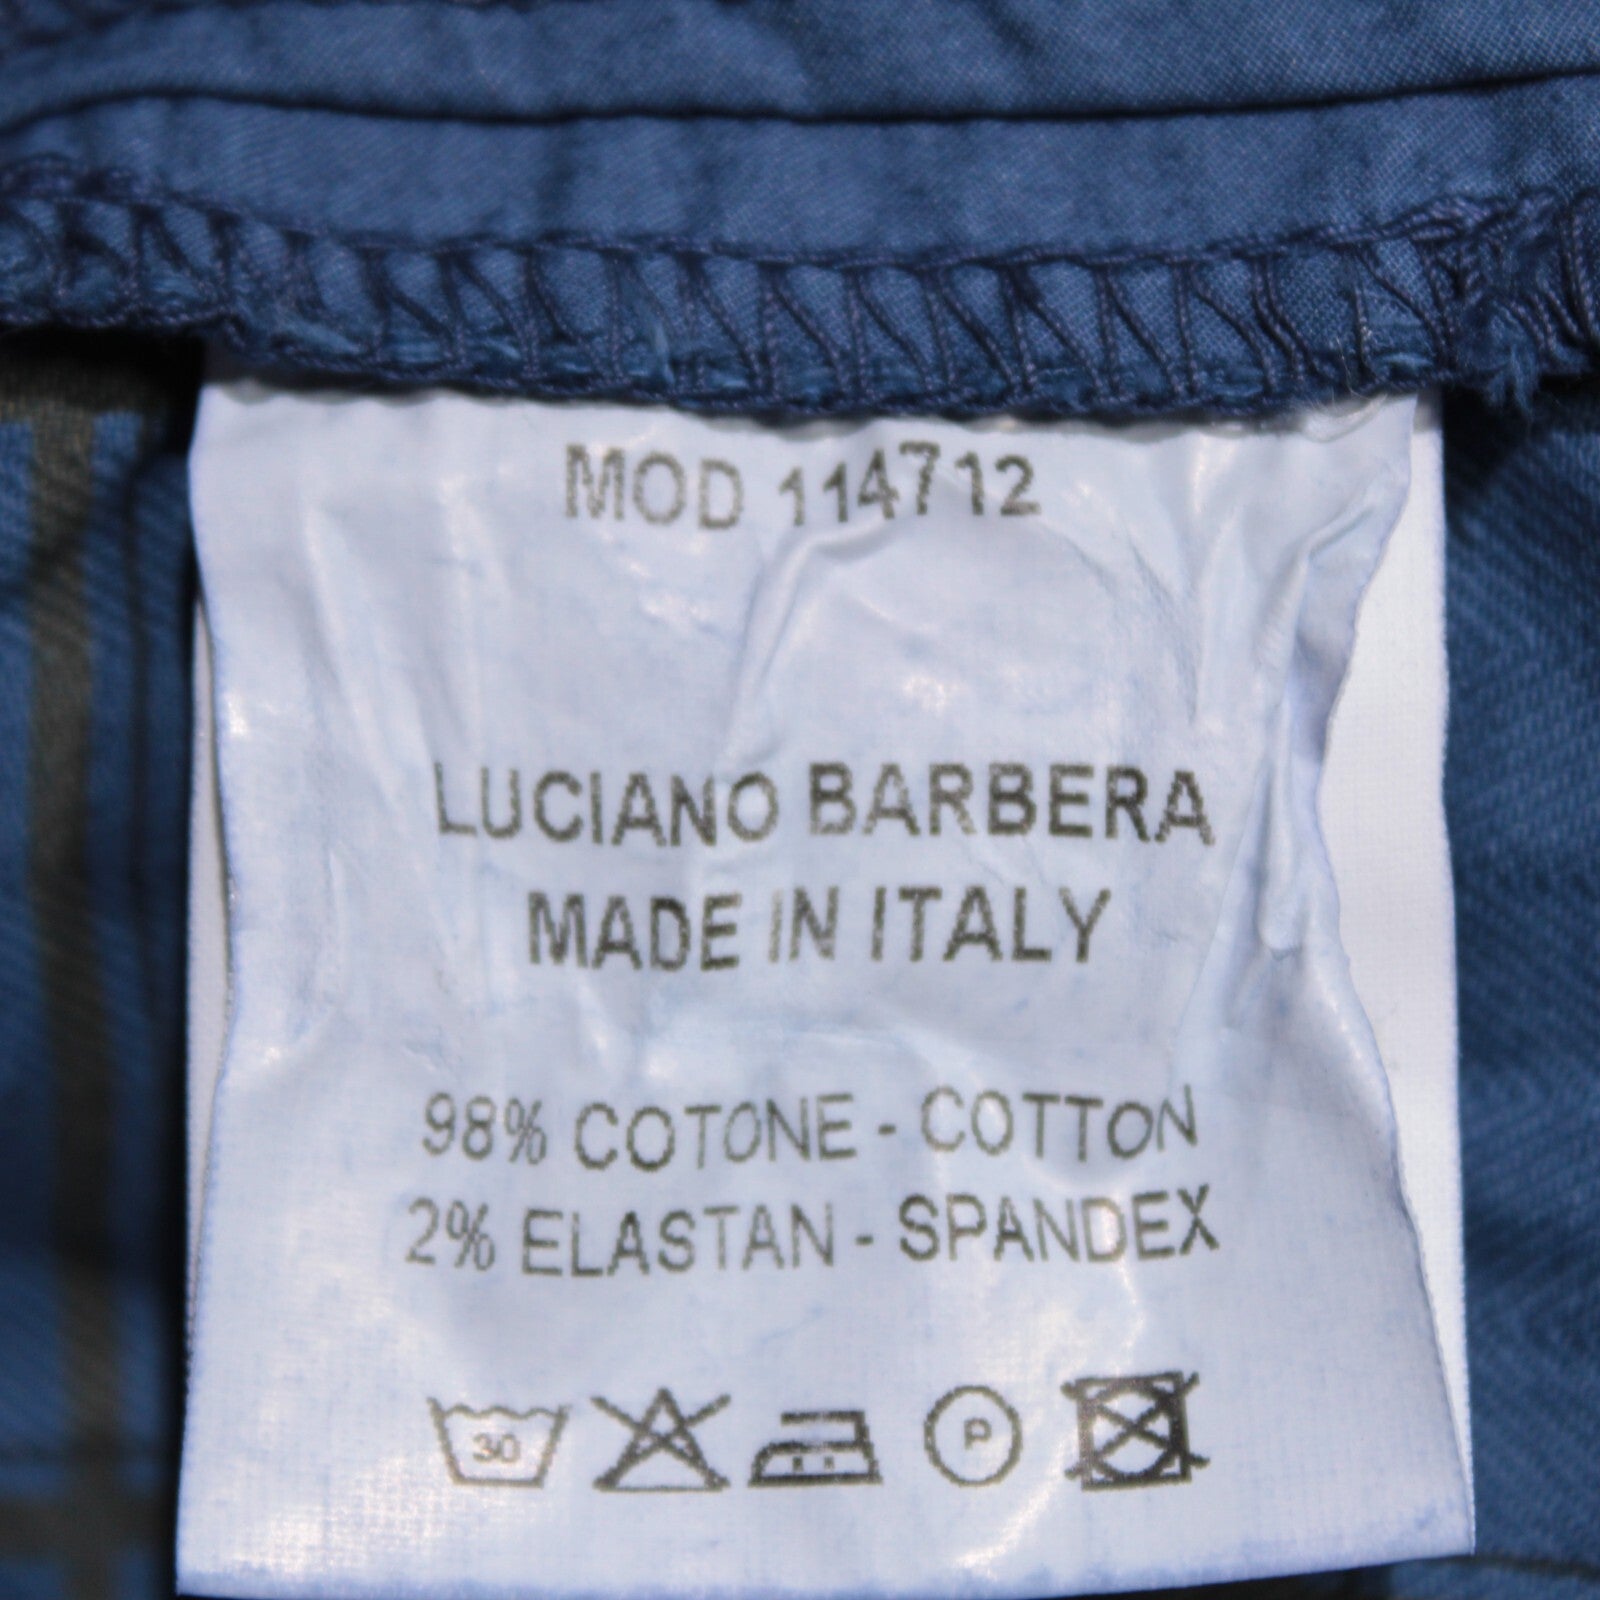 MOD 114712
LUCIANO BARBERA
MADE IN ITALY
98% COTONE - COTTON
2% ELASTAN - SPANDEX
30 P